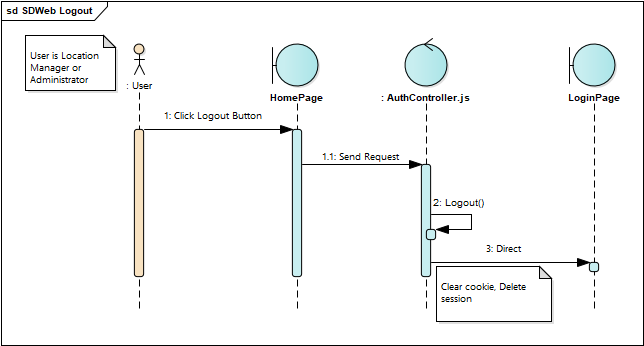 sd SDWeb Logout
User is Location
Manager or
Administrator
: User
HomePage
: AuthController.js
LoginPage
1: Click Logout Button
1.1: Send Request
2: Logout()
3: Direct
Clear cookie, Delete
session